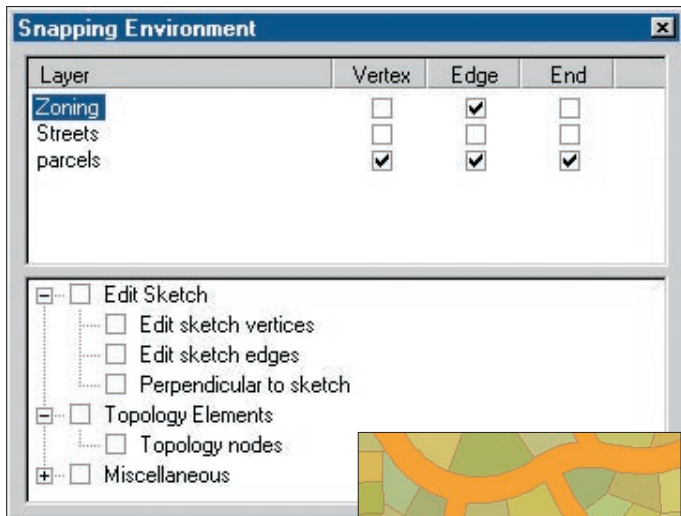 Snapping Environment
Layer Vertex Edge End
Zoning
Streets
parcels
Edit Sketch
Edit sketch vertices
Edit sketch edges
Perpendicular to sketch
Topology Elements
Topology nodes
Miscellaneous